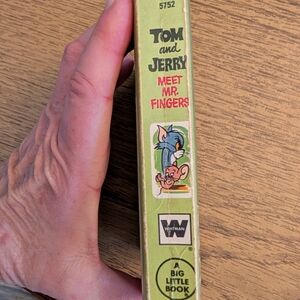 5752
TOM
and
JERRY
MEET
MR.
FINGERS
W
WHITMAN
®
A
BIG
LITTLE
BOOK